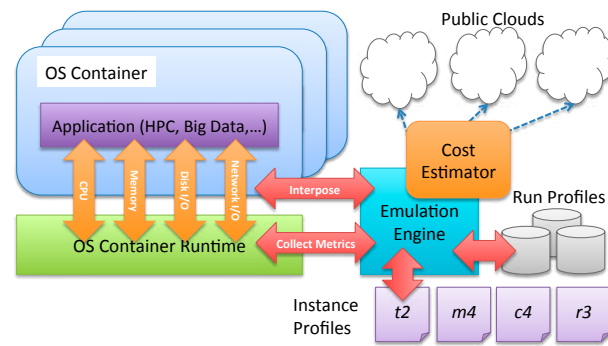 Public Clouds
OS Container
Application (HPC, Big Data,...)
Cost
Estimator
CPU
Memory
Disk I/O
Network I/O
Interpose
Emulation
Engine
Run Profiles
OS Container Runtime
Collect Metrics
Instance
Profiles
t2
m4
c4
r3